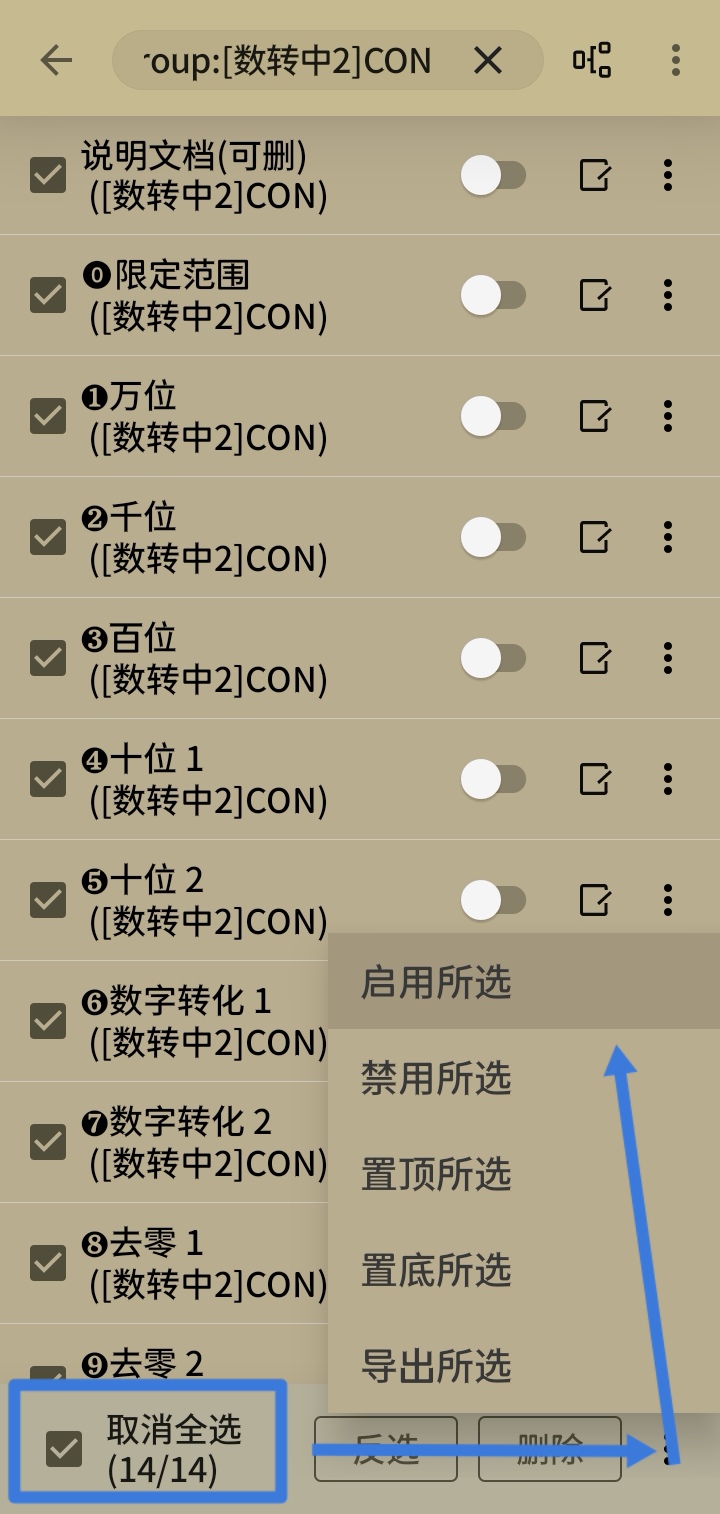 roup:[数转中2]CON
说明文档(可删)
([数转中2]CON)
⓿限定范围
([数转中2]CON)
❶万位
([数转中2]CON)
❷千位
([数转中2]CON)
❸百位
([数转中2]CON)
❹十位 1
([数转中2]CON)
❺十位 2
([数转中2]CON)
❻数字转化 1
([数转中2]CON)
❼数字转化 2
([数转中2]CON)
❽去零 1
([数转中2]CON)
❾去零 2
启用所选
禁用所选
置顶所选
置底所选
导出所选
取消全选
(14/14)
反选
删除